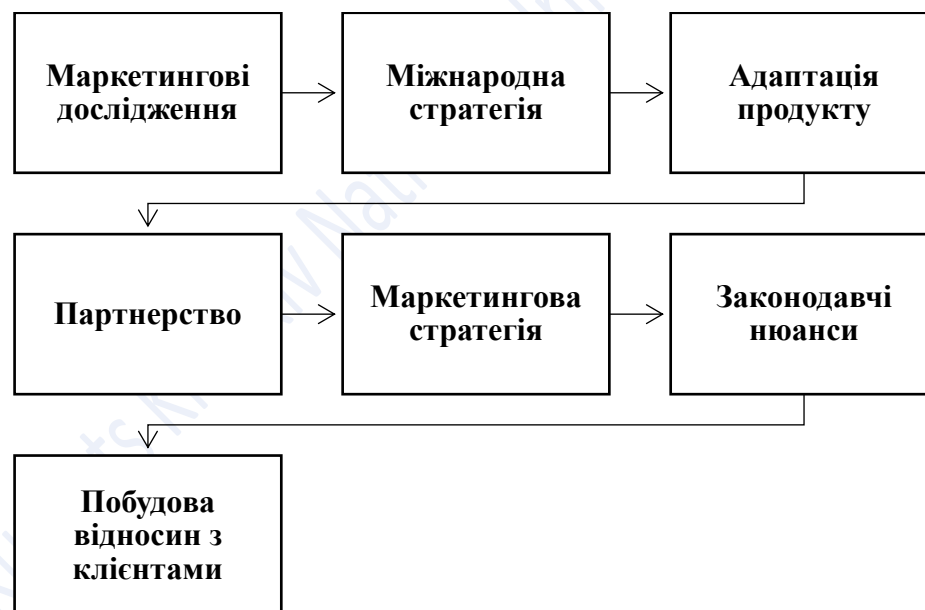 Маркетингові
дослідження
Міжнародна
стратегія
Адаптація
продукту
Партнерство
Маркетингова
стратегія
Законодавчі
нюанси
Побудова
відносин з
клієнтами